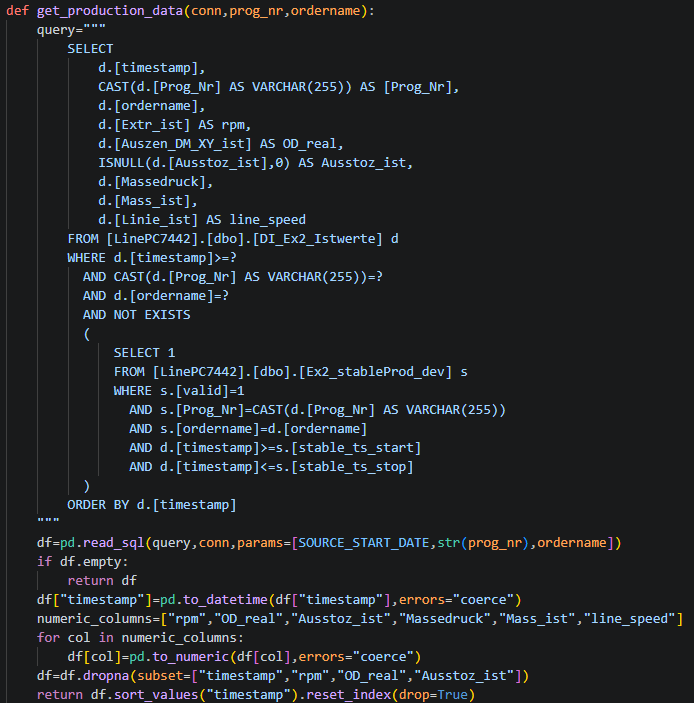 def get_production_data(conn,prog_nr,ordername):
    query="""
        SELECT
            d.[timestamp],
            CAST(d.[Prog_Nr] AS VARCHAR(255)) AS [Prog_Nr],
            d.[ordername],
            d.[Extr_ist] AS rpm,
            d.[Auszen_DM_XY_ist] AS OD_real,
            ISNULL(d.[Ausstoz_ist],0) AS Ausstoz_ist,
            d.[Massedruck],
            d.[Mass_ist],
            d.[Linie_ist] AS line_speed
        FROM [LinePC7442].[dbo].[DI_Ex2_Istwerte] d
        WHERE d.[timestamp]>=?
          AND CAST(d.[Prog_Nr] AS VARCHAR(255))=?
          AND d.[ordername]=?
          AND NOT EXISTS
          (
              SELECT 1
              FROM [LinePC7442].[dbo].[Ex2_stableProd_dev] s
              WHERE s.[valid]=1
                AND s.[Prog_Nr]=CAST(d.[Prog_Nr] AS VARCHAR(255))
                AND s.[ordername]=d.[ordername]
                AND d.[timestamp]>=s.[stable_ts_start]
                AND d.[timestamp]<=s.[stable_ts_stop]
          )
        ORDER BY d.[timestamp]
    """
    df=pd.read_sql(query,conn,params=[SOURCE_START_DATE,str(prog_nr),ordername])
    if df.empty:
        return df
    df["timestamp"]=pd.to_datetime(df["timestamp"],errors="coerce")
    numeric_columns=["rpm","OD_real","Ausstoz_ist","Massedruck","Mass_ist","line_speed"]
    for col in numeric_columns:
        df[col]=pd.to_numeric(df[col],errors="coerce")
    df=df.dropna(subset=["timestamp","rpm","OD_real","Ausstoz_ist"])
    return df.sort_values("timestamp").reset_index(drop=True)